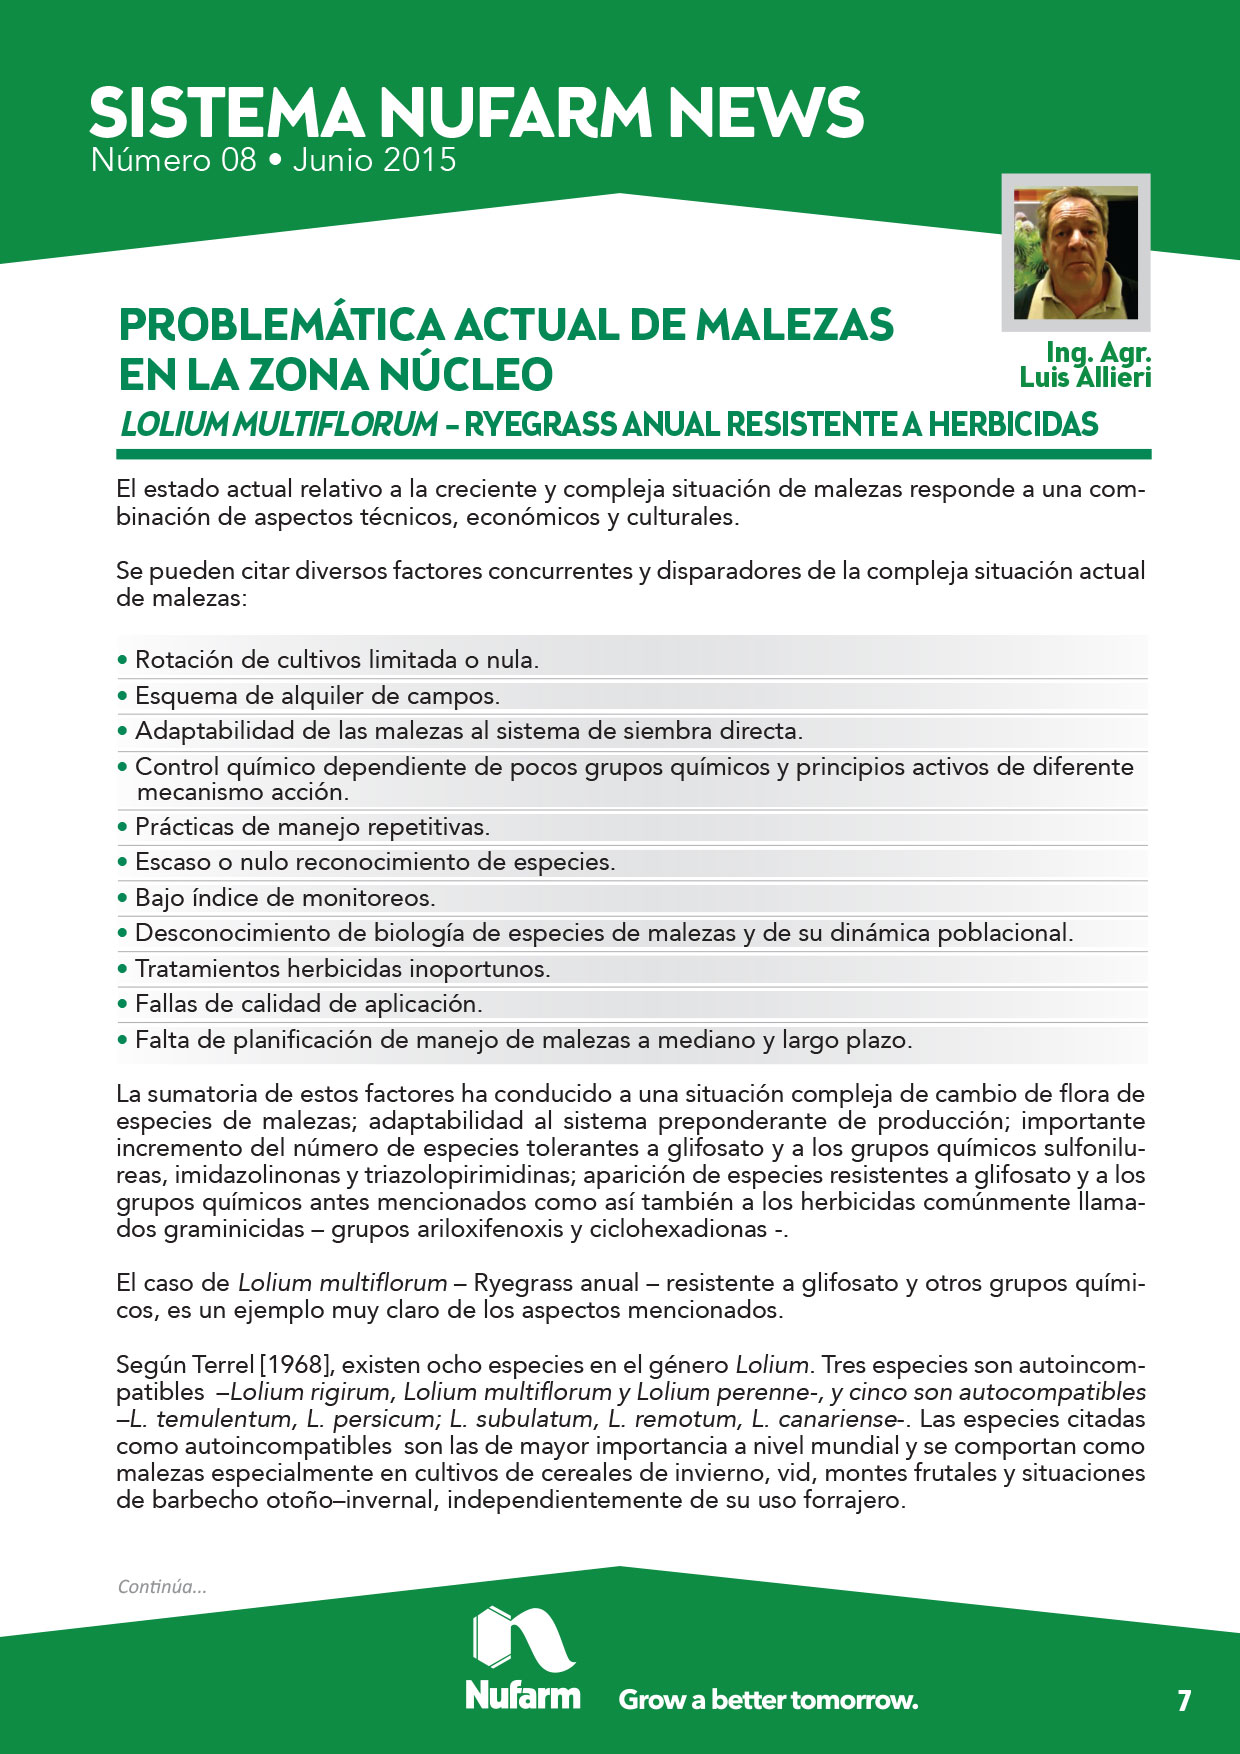 SISTEMA NUFARM NEWS
Número 08 • Junio 2015
Ing. Agr.
Luis Allieri
PROBLEMÁTICA ACTUAL DE MALEZAS
EN LA ZONA NÚCLEO
LOLIUM MULTIFLORUM – RYEGRASS ANUAL RESISTENTE A HERBICIDAS
El estado actual relativo a la creciente y compleja situación de malezas responde a una com-
binación de aspectos técnicos, económicos y culturales.
Se pueden citar diversos factores concurrentes y disparadores de la compleja situación actual
de malezas:
• Rotación de cultivos limitada o nula.
• Esquema de alquiler de campos.
• Adaptabilidad de las malezas al sistema de siembra directa.
• Control químico dependiente de pocos grupos químicos y principios activos de diferente
mecanismo acción.
• Prácticas de manejo repetitivas.
• Escaso o nulo reconocimiento de especies.
• Bajo índice de monitoreos.
• Desconocimiento de biología de especies de malezas y de su dinámica poblacional.
• Tratamientos herbicidas inoportunos.
• Fallas de calidad de aplicación.
• Falta de planificación de manejo de malezas a mediano y largo plazo.
La sumatoria de estos factores ha conducido a una situación compleja de cambio de flora de
especies de malezas; adaptabilidad al sistema preponderante de producción; importante
incremento del número de especies tolerantes a glifosato y a los grupos químicos sulfonilu-
reas, imidazolinonas y triazolopirimidinas; aparición de especies resistentes a glifosato y a los
grupos químicos antes mencionados como así también a los herbicidas comúnmente llama-
dos graminicidas – grupos ariloxifenoxis y ciclohexadionas -.
El caso de Lolium multiflorum – Ryegrass anual – resistente a glifosato y otros grupos quími-
cos, es un ejemplo muy claro de los aspectos mencionados.
Según Terrel [1968], existen ocho especies en el género Lolium. Tres especies son autoincom-
patibles –Lolium rigirum, Lolium multiflorum y Lolium perenne-, y cinco son autocompatibles
–L. temulentum, L. persicum; L. subulatum, L. remotum, L. canariense-. Las especies citadas
como autoincompatibles son las de mayor importancia a nivel mundial y se comportan como
malezas especialmente en cultivos de cereales de invierno, vid, montes frutales y situaciones
de barbecho otoño–invernal, independientemente de su uso forrajero.
Continúa...
Nufarm
Grow a better tomorrow.
7